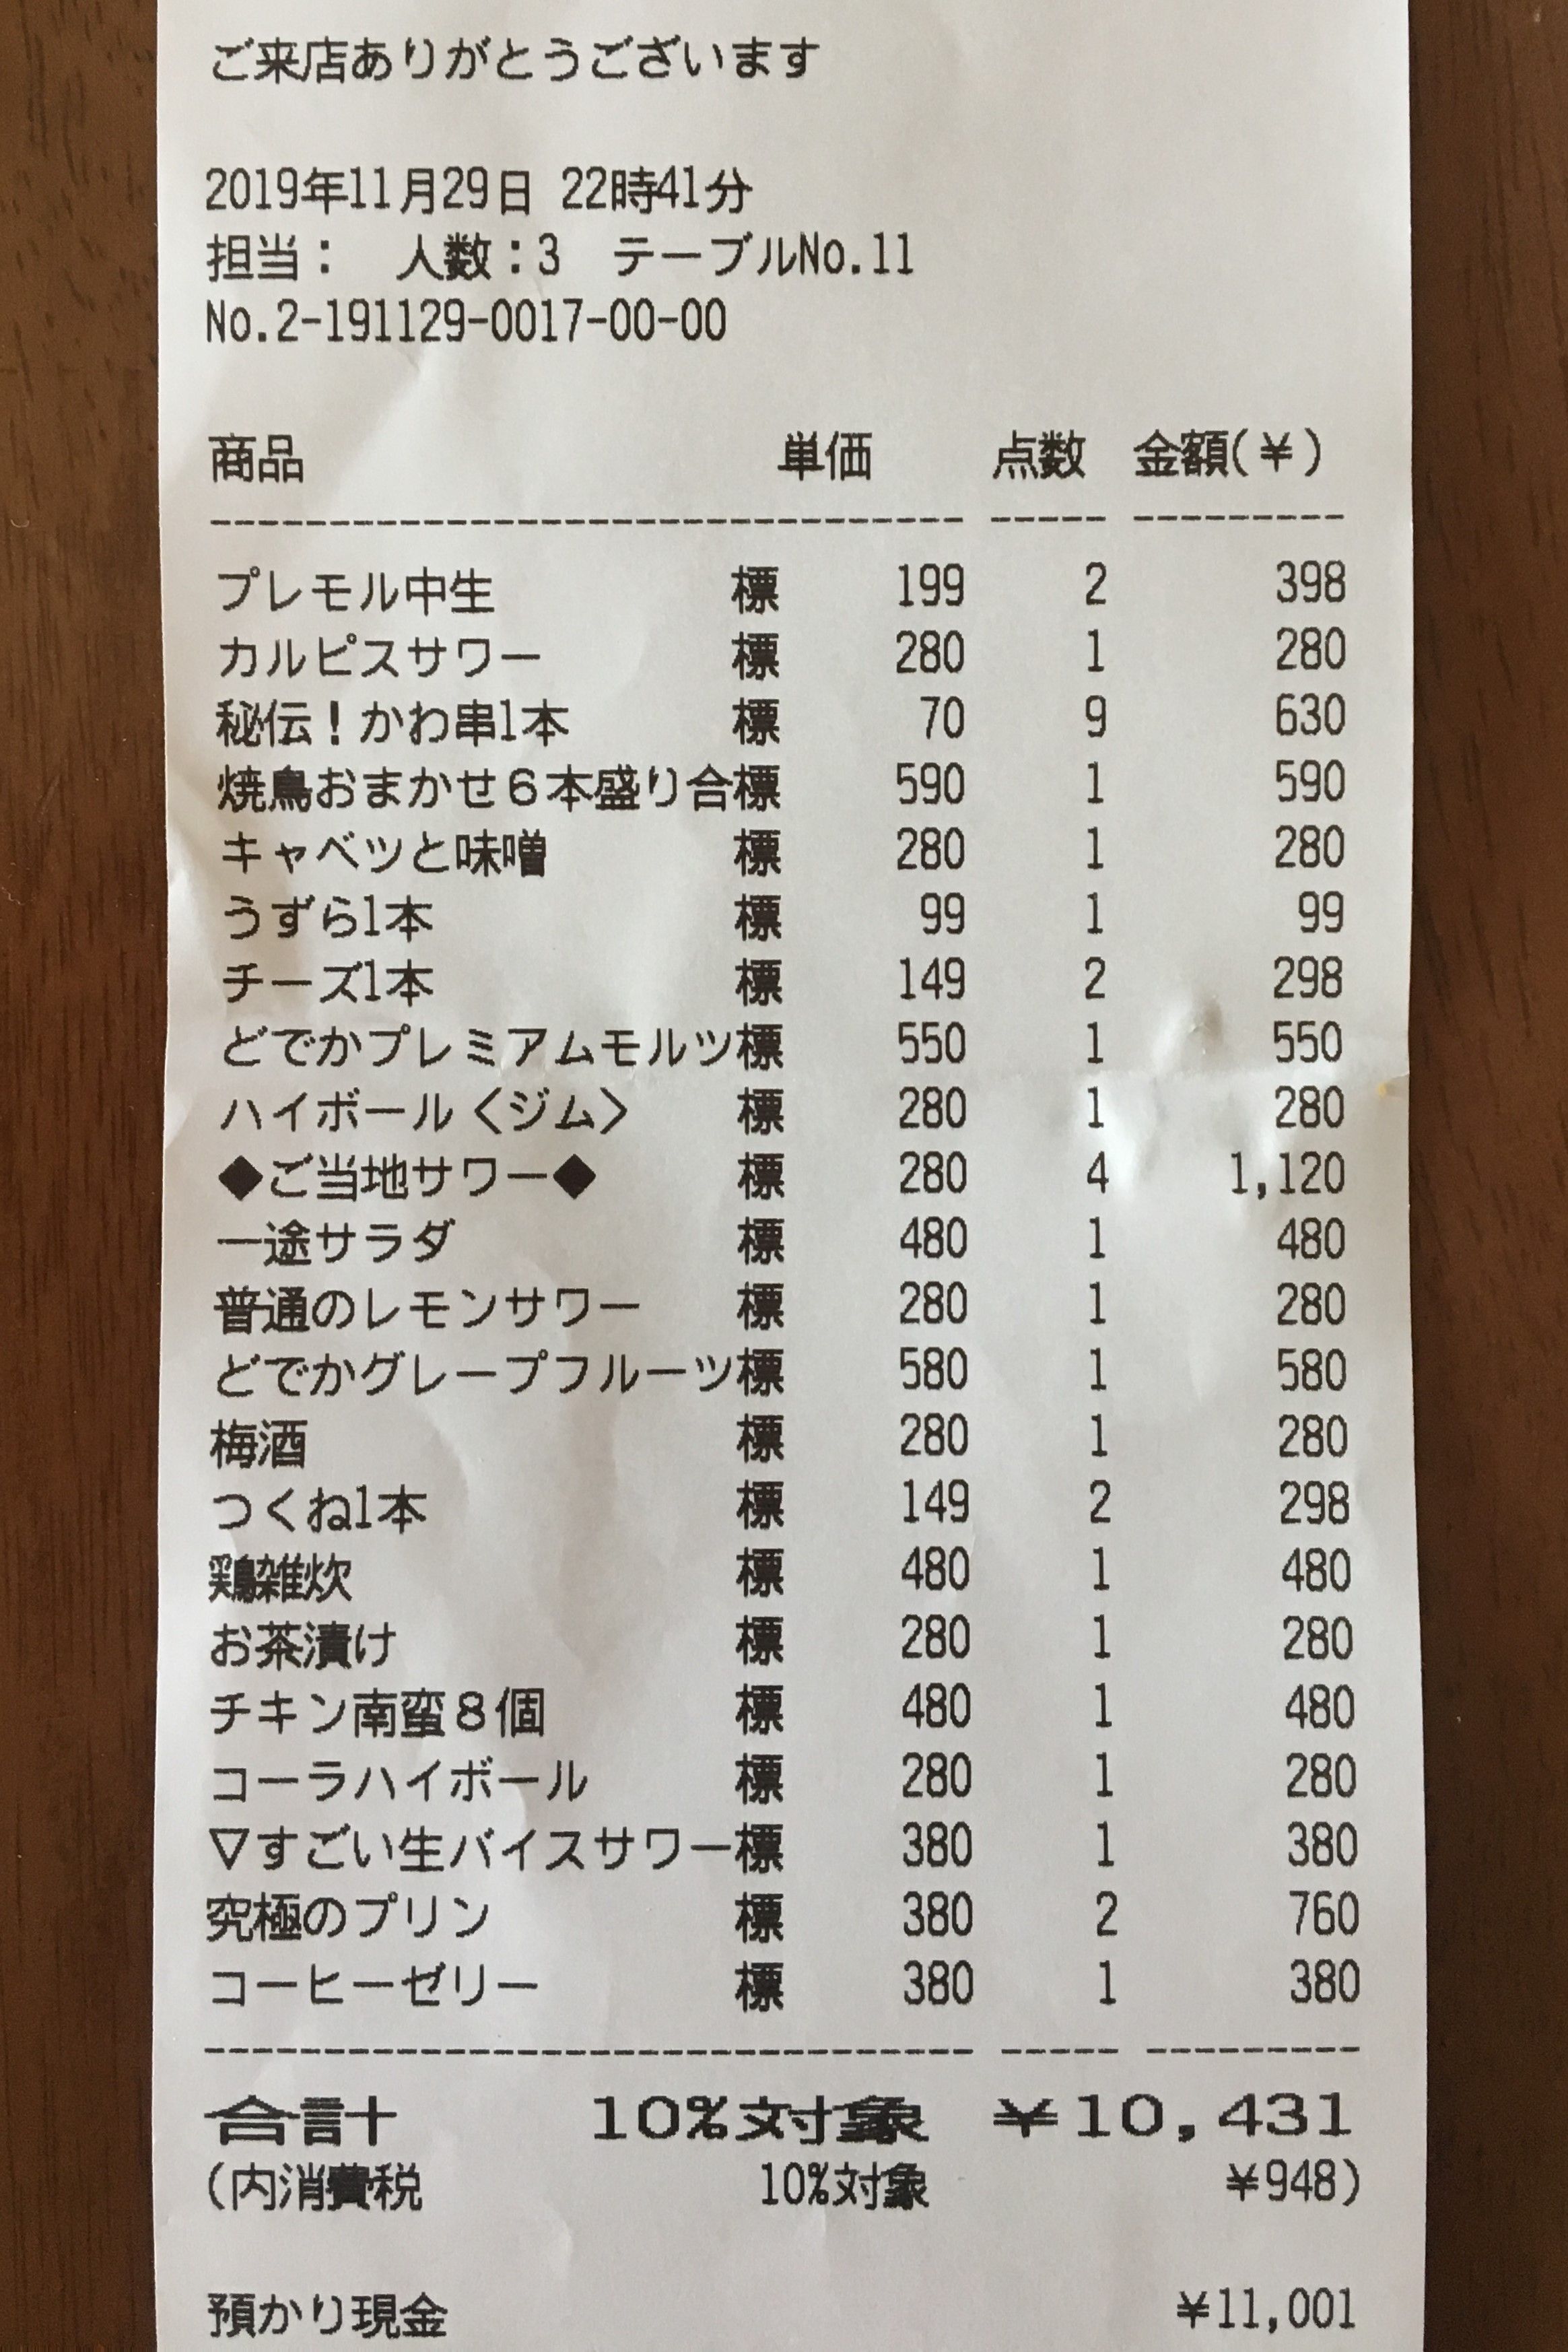 ご来店ありがとうございます
2019年11月29日 22時41分
担当： 人数：3 テーブルNo.11
No.2-191129-0017-00-00
商品 単価 点数 金額(¥)
プレモル中生 標 199 2 398
カルピスサワー 標 280 1 280
秘伝！かわ串1本 標 70 9 630
焼鳥おまかせ６本盛り合標 590 1 590
キャベツと味噌 標 280 1 280
うずら1本 標 99 1 99
チーズ1本 標 149 2 298
どでかプレミアムモルツ標 550 1 550
ハイボール〈ジム〉 標 280 1 280
◆ご当地サワー◆ 標 280 4 1,120
一途サラダ 標 480 1 480
普通のレモンサワー 標 280 1 280
どでかグレープフルーツ標 580 1 580
梅酒 標 280 1 280
つくね1本 標 149 2 298
鶏雑炊 標 480 1 480
お茶漬け 標 280 1 280
チキン南蛮８個 標 480 1 480
コーラハイボール 標 280 1 280
▽すごい生バイスサワー標 380 1 380
究極のプリン 標 380 2 760
コーヒーゼリー 標 380 1 380
合計 10%対象 ¥10,431
(内消費税 10%対象 ¥948)
預かり現金 ¥11,001